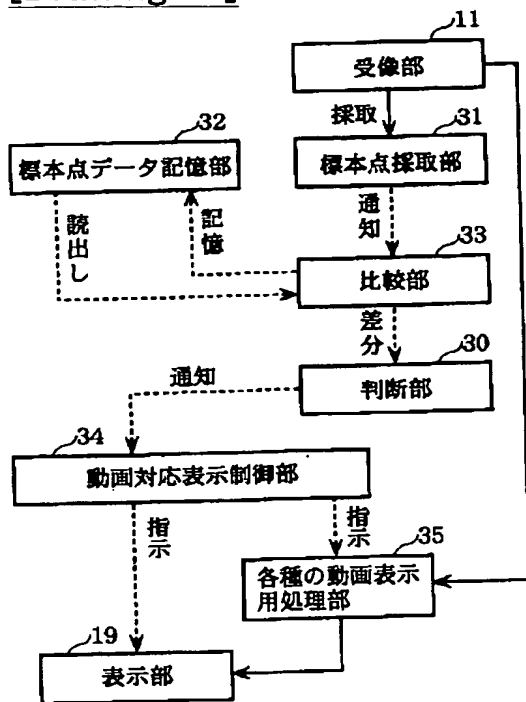 11
受像部
採取
32
31
標本点データ記憶部
標本点採取部
読出し
記憶
通知
33
比較部
差分
30
通知
判断部
34
動画対応表示制御部
指示
指示
35
各種の動画表示
用処理部
19
表示部